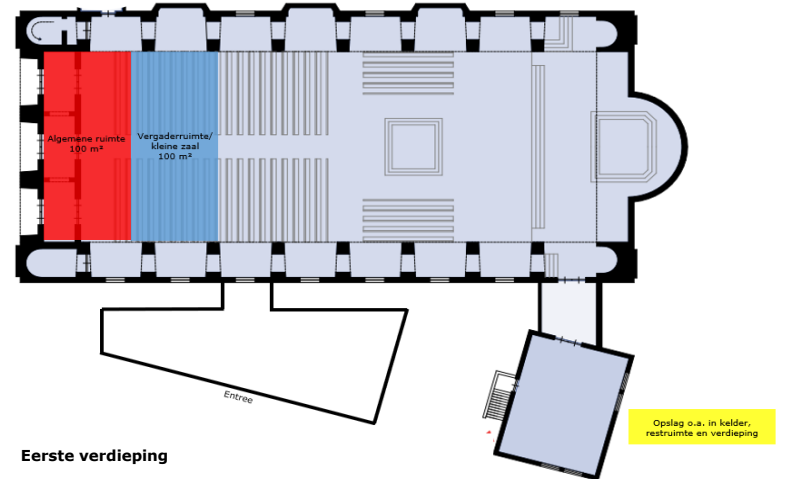 Algemene ruimte
100 m²
Vergaderruimte/
kleine zaal
100 m²
Entree
Opslag o.a. in kelder,
restruimte en verdieping
Eerste verdieping